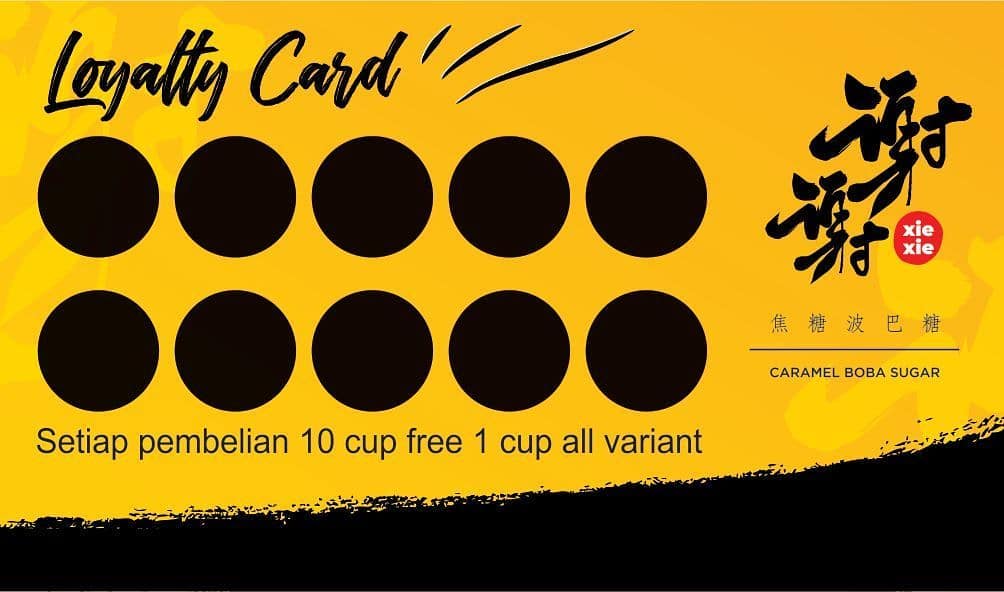 Loyalty Card
謝
謝
xie
xie
焦糖波巴糖
CARAMEL BOBA SUGAR
Setiap pembelian 10 cup free 1 cup all variant